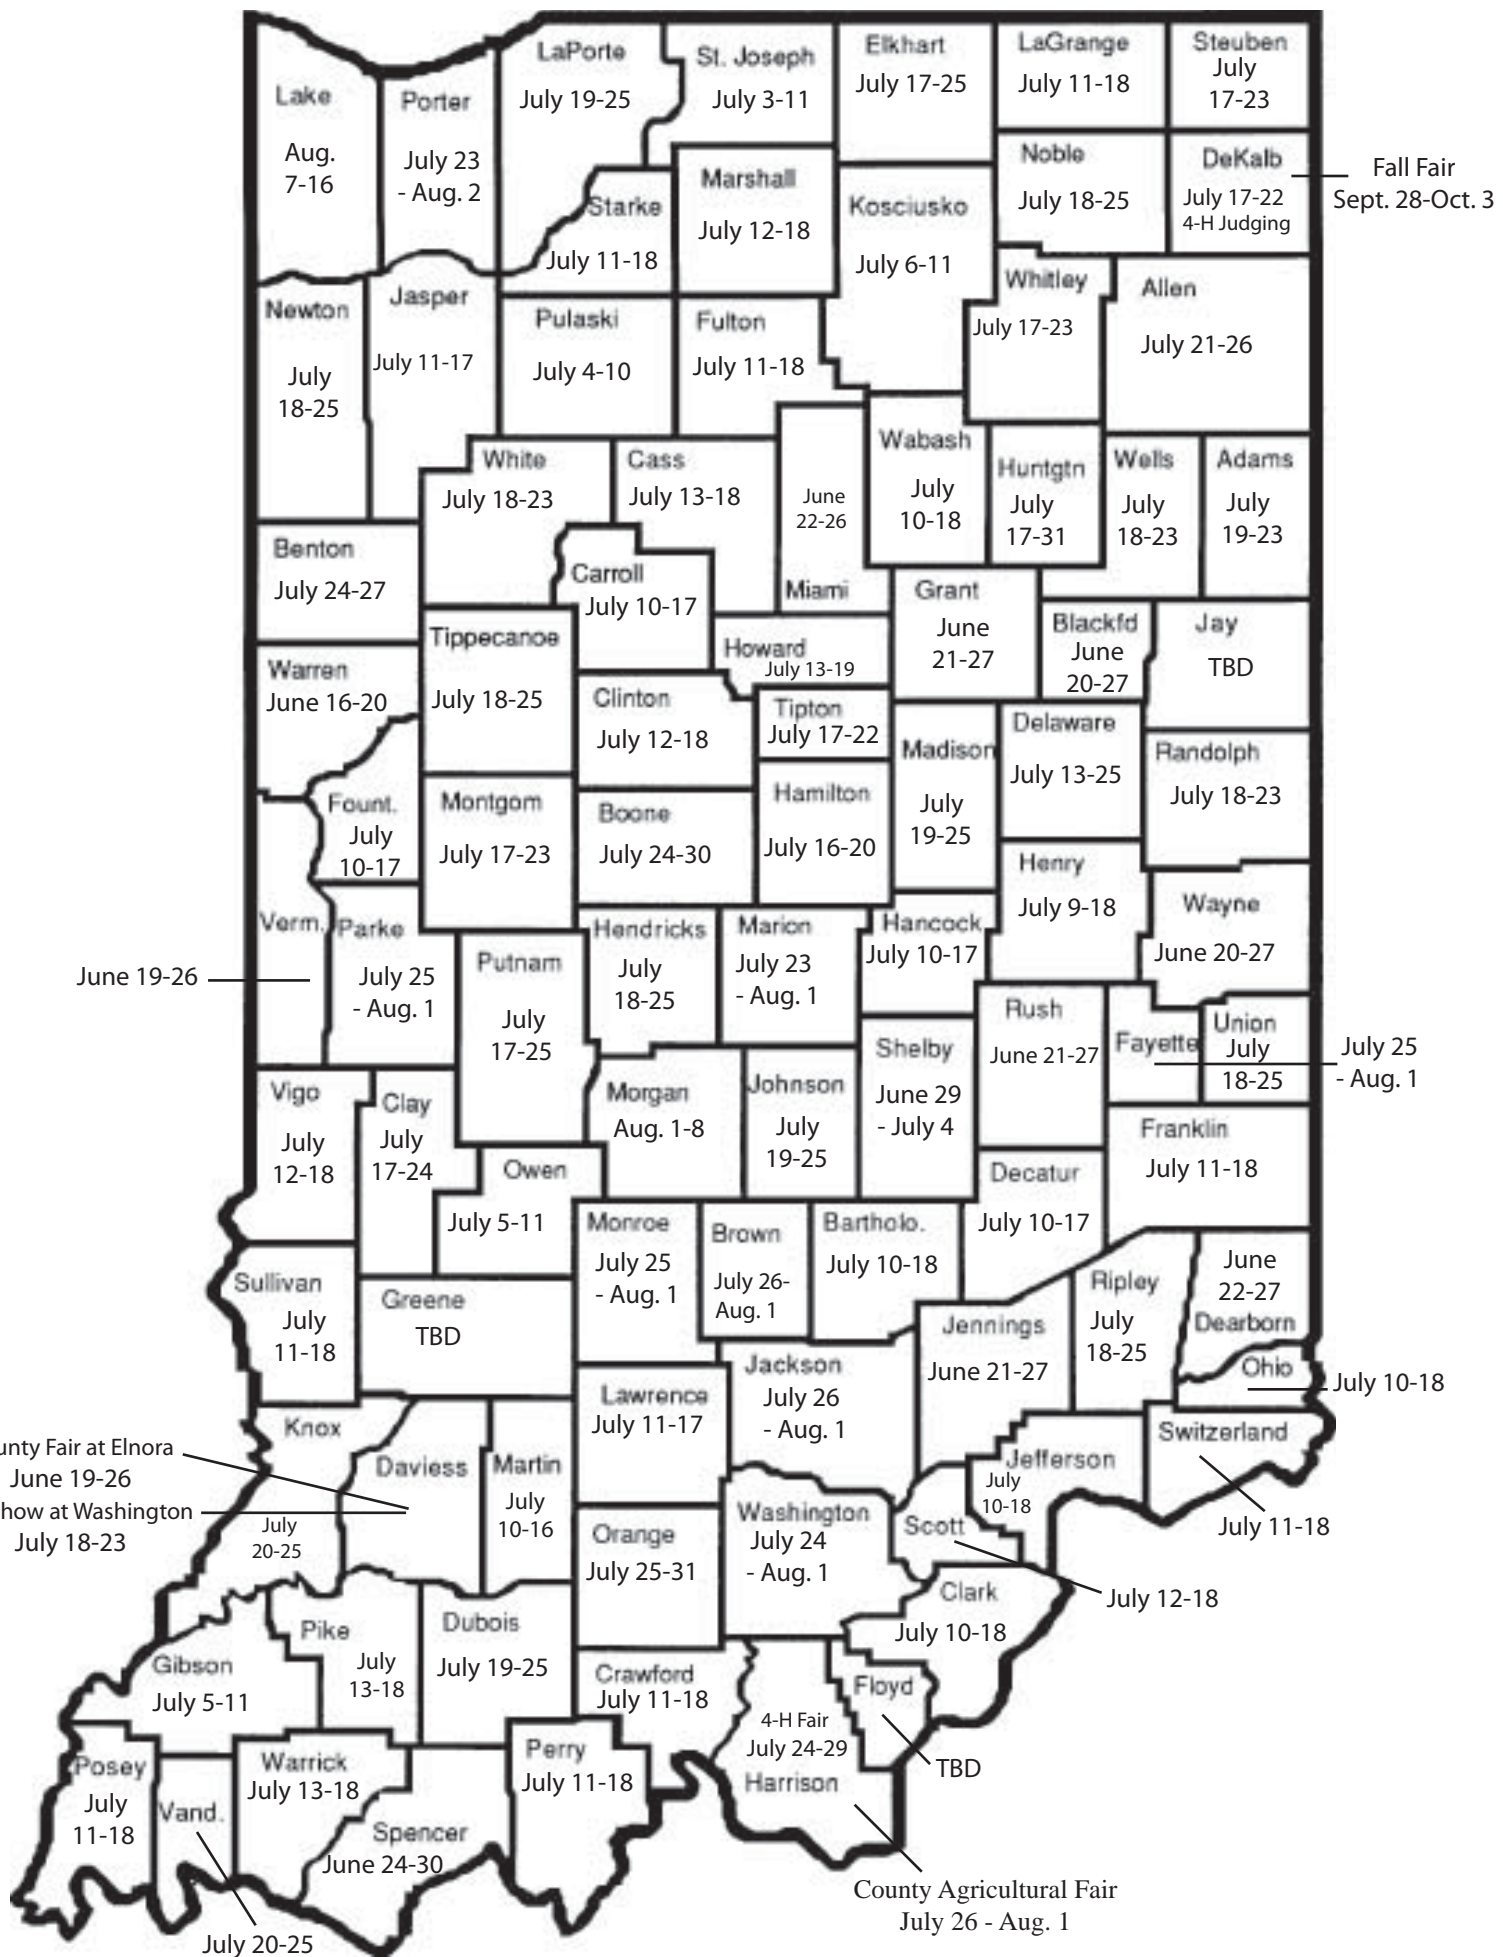 Lake
Aug.
7-16
Porter
July 23
- Aug. 2
LaPorte
July 19-25
St. Joseph
July 3-11
Elkhart
July 17-25
LaGrange
July 11-18
Steuben
July
17-23
Noble
July 18-25
DeKalb
July 17-22
4-H Judging
Fall Fair
Sept. 28-Oct. 3
Starke
July 11-18
Marshall
July 12-18
Kosciusko
July 6-11
Whitley
July 17-23
Allen
July 21-26
Newton
July
18-25
Jasper
July 11-17
Pulaski
July 4-10
Fulton
July 11-18
White
July 18-23
Cass
July 13-18
June
22-26
Miami
Wabash
July
10-18
Huntgtn
July
17-31
Wells
July
18-23
Adams
July
19-23
Benton
July 24-27
Carroll
July 10-17
Grant
June
21-27
Blackfd
June
20-27
Jay
TBD
Warren
June 16-20
Tippecanoe
July 18-25
Howard
July 13-19
Clinton
July 12-18
Tipton
July 17-22
Madison
July
19-25
Delaware
July 13-25
Randolph
July 18-23
Fount.
July
10-17
Montgom
July 17-23
Boone
July 24-30
Hamilton
July 16-20
Henry
July 9-18
Wayne
June 20-27
Verm.
June 19-26
Parke
July 25
- Aug. 1
Putnam
July
17-25
Hendricks
July
18-25
Marion
July 23
- Aug. 1
Hancock
July 10-17
Rush
June 21-27
Fayette
July 25
- Aug. 1
Union
July
18-25
Shelby
June 29
- July 4
Vigo
July
12-18
Clay
July
17-24
Morgan
Aug. 1-8
Johnson
July
19-25
Franklin
July 11-18
Owen
July 5-11
Decatur
July 10-17
Monroe
July 25
- Aug. 1
Brown
July 26-
Aug. 1
Bartholo.
July 10-18
Sullivan
July
11-18
Greene
TBD
Jennings
June 21-27
Ripley
July
18-25
June
22-27
Dearborn
Ohio
July 10-18
Jackson
July 26
- Aug. 1
Lawrence
July 11-17
Knox
July
20-25
Fair at Elnora
June 19-26
at Washington
July 18-23
Daviess
Martin
July
10-16
Jefferson
July
10-18
Switzerland
July 11-18
Orange
July 25-31
Washington
July 24
- Aug. 1
Scott
July 12-18
Clark
July 10-18
Pike
July
13-18
Dubois
July 19-25
Gibson
July 5-11
Crawford
July 11-18
Floyd
TBD
4-H Fair
July 24-29
Harrison
County Agricultural Fair
July 26 - Aug. 1
Posey
July
11-18
Vand.
July 20-25
Warrick
July 13-18
Spencer
June 24-30
Perry
July 11-18